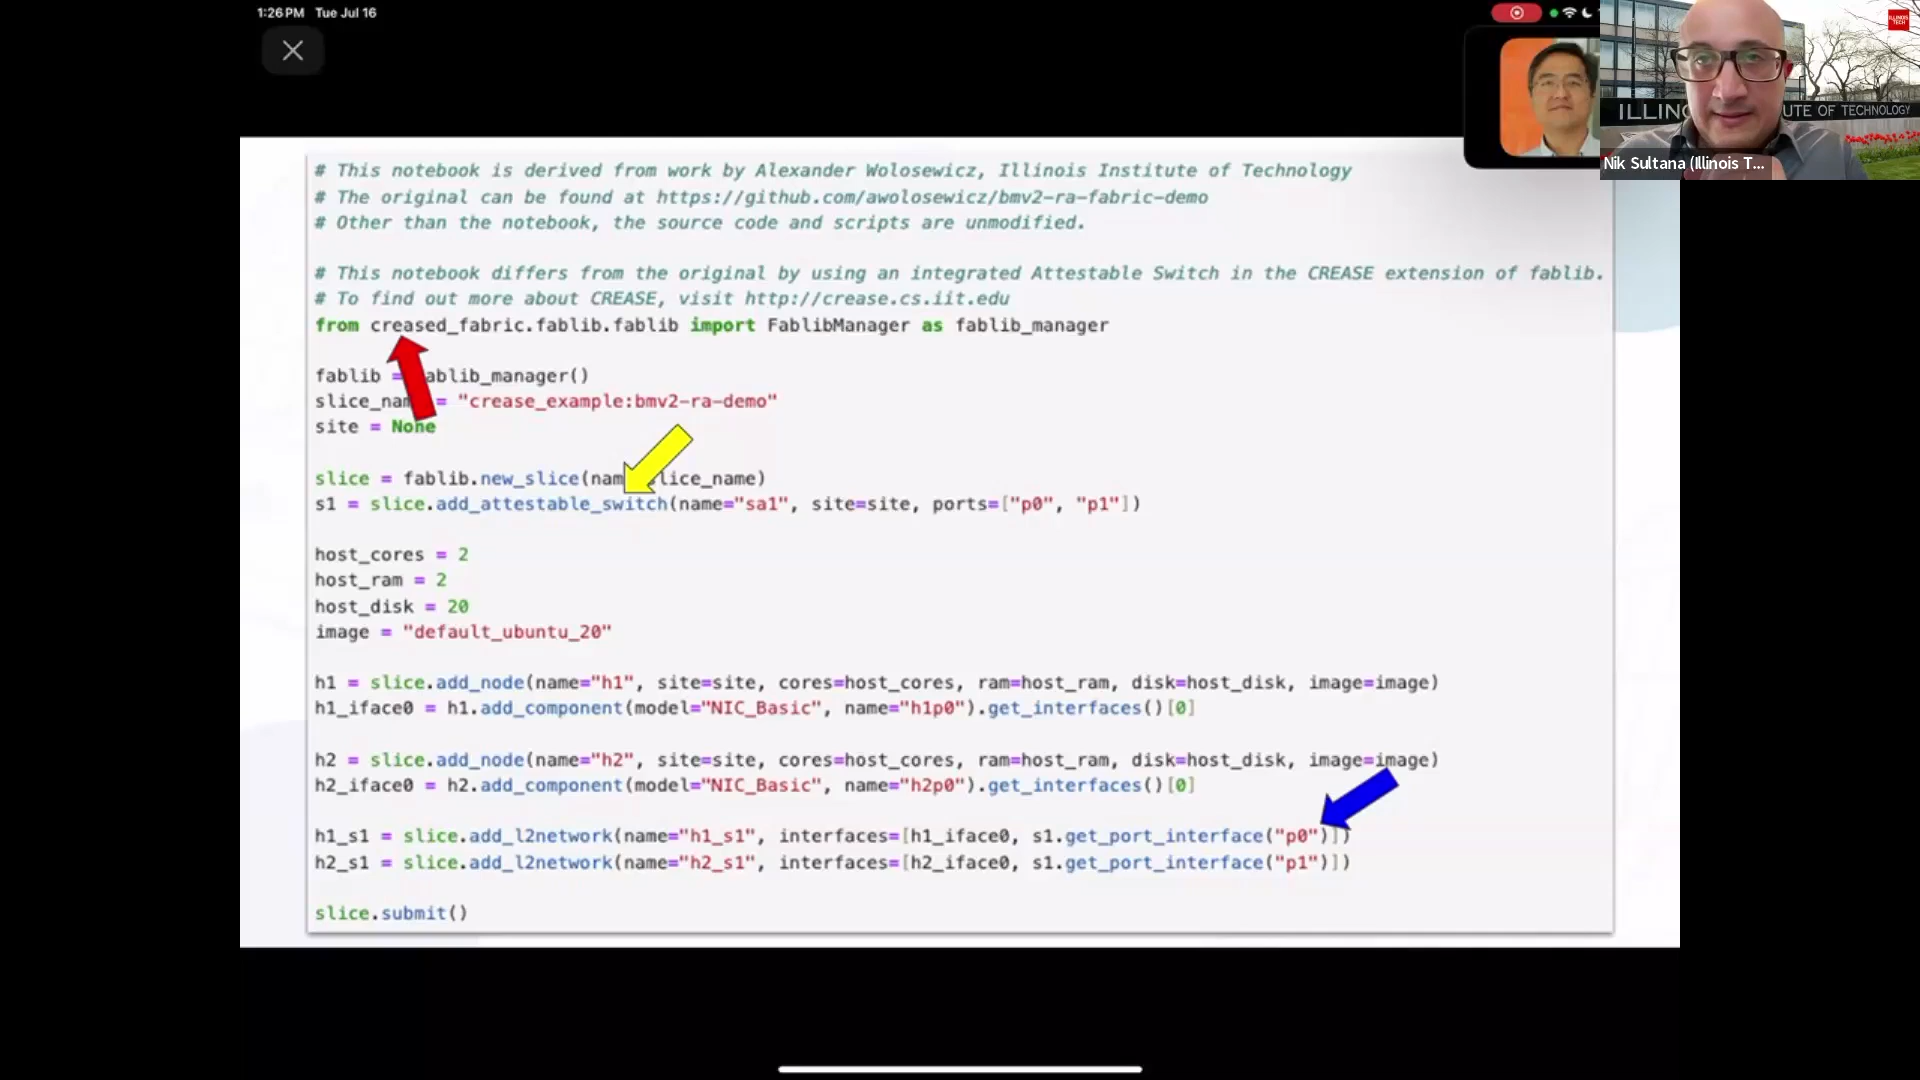 1:26 PM Tue Jul 16
ILLINOIS TECH
ILLIN UTE OF TECHNOLOGY
Nik Sultana (Illinois T...
# This notebook is derived from work by Alexander Wolosewicz, Illinois Institute of Technology
# The original can be found at https://github.com/awolosewicz/bmv2-ra-fabric-demo
# Other than the notebook, the source code and scripts are unmodified.
# This notebook differs from the original by using an integrated Attestable Switch in the CREASE extension of fablib.
# To find out more about CREASE, visit http://crease.cs.iit.edu
from creased_fabric.fablib.fablib import FablibManager as fablib_manager
fablib = ablib_manager()
slice_nam = "crease_example:bmv2-ra-demo"
site = None
slice = fablib.new_slice(nam slice_name)
s1 = slice.add_attestable_switch(name="sa1", site=site, ports=["p0", "p1"])
host_cores = 2
host_ram = 2
host_disk = 20
image = "default_ubuntu_20"
h1 = slice.add_node(name="h1", site=site, cores=host_cores, ram=host_ram, disk=host_disk, image=image)
h1_iface0 = h1.add_component(model="NIC_Basic", name="h1p0").get_interfaces()[0]
h2 = slice.add_node(name="h2", site=site, cores=host_cores, ram=host_ram, disk=host_disk, image=image)
h2_iface0 = h2.add_component(model="NIC_Basic", name="h2p0").get_interfaces()[0]
h1_s1 = slice.add_l2network(name="h1_s1", interfaces=[h1_iface0, s1.get_port_interface("p0")])
h2_s1 = slice.add_l2network(name="h2_s1", interfaces=[h2_iface0, s1.get_port_interface("p1")])
slice.submit()